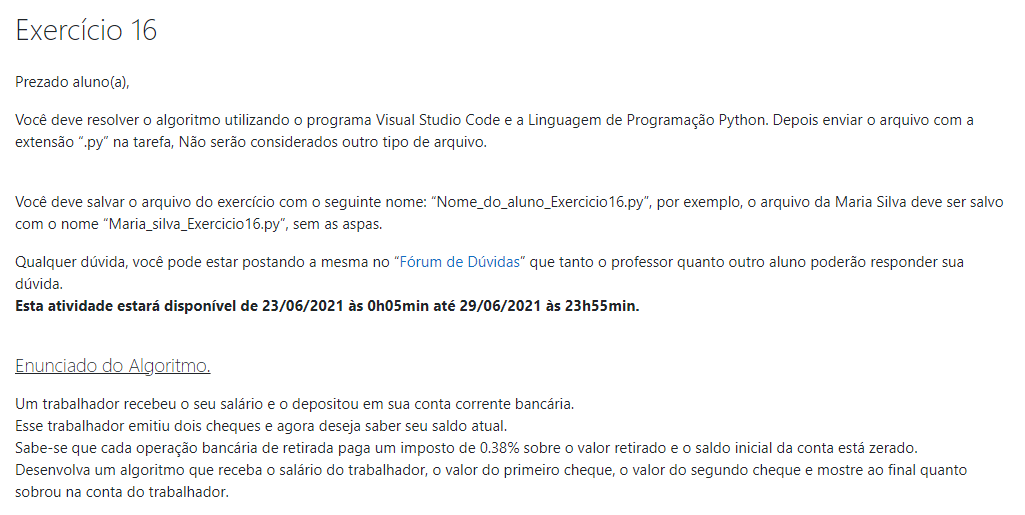 Exercício 16
Prezado aluno(a),
Você deve resolver o algoritmo utilizando o programa Visual Studio Code e a Linguagem de Programação Python. Depois enviar o arquivo com a
extensão “.py” na tarefa, Não serão considerados outro tipo de arquivo.
Você deve salvar o arquivo do exercício com o seguinte nome: “Nome_do_aluno_Exercicio16.py”, por exemplo, o arquivo da Maria Silva deve ser salvo
com o nome “Maria_silva_Exercicio16.py”, sem as aspas.
Qualquer dúvida, você pode estar postando a mesma no “Fórum de Dúvidas” que tanto o professor quanto outro aluno poderão responder sua
dúvida.
Esta atividade estará disponível de 23/06/2021 às 0h05min até 29/06/2021 às 23h55min.
Enunciado do Algoritmo.
Um trabalhador recebeu o seu salário e o depositou em sua conta corrente bancária.
Esse trabalhador emitiu dois cheques e agora deseja saber seu saldo atual.
Sabe-se que cada operação bancária de retirada paga um imposto de 0.38% sobre o valor retirado e o saldo inicial da conta está zerado.
Desenvolva um algoritmo que receba o salário do trabalhador, o valor do primeiro cheque, o valor do segundo cheque e mostre ao final quanto
sobrou na conta do trabalhador.